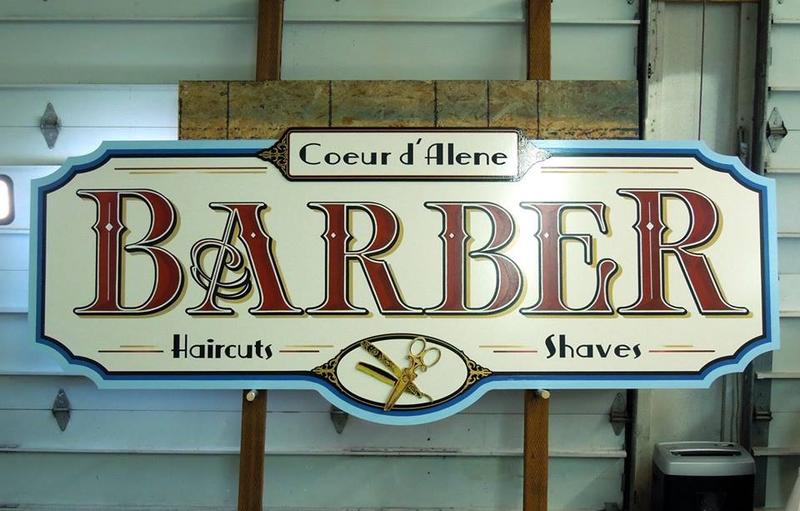 Coeur d'Alene
BARBER
Haircuts Shaves